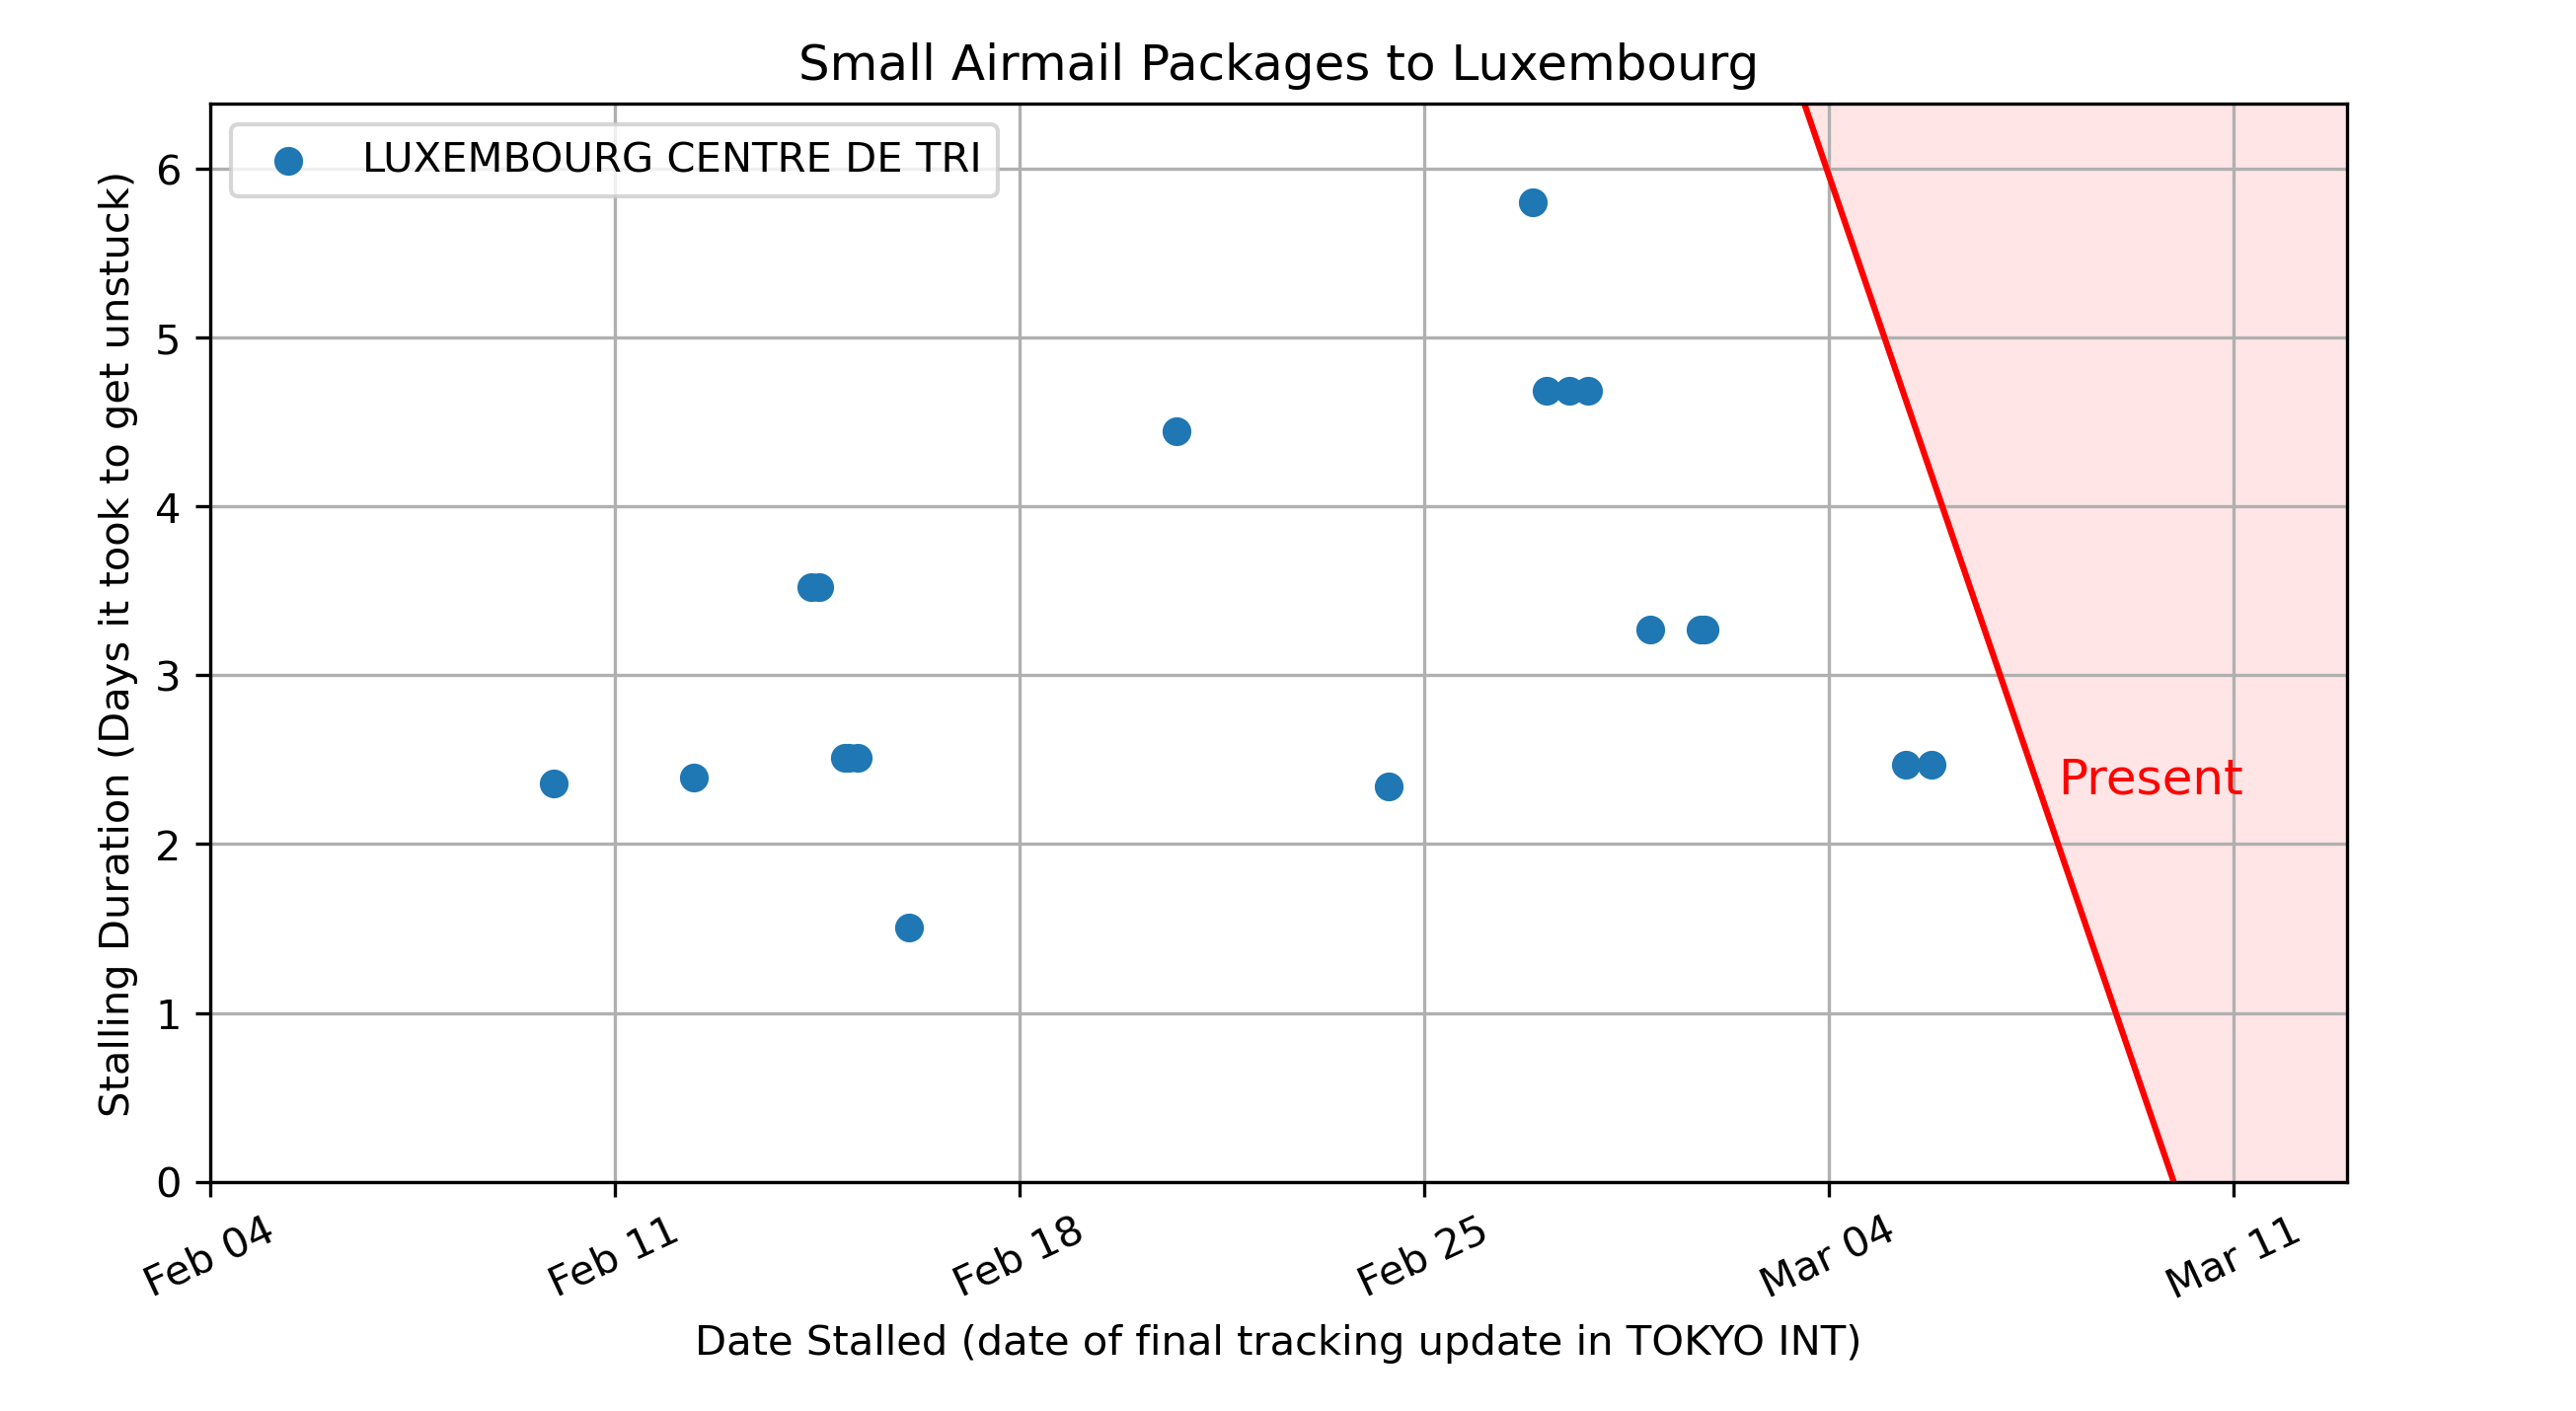 Small Airmail Packages to Luxembourg
LUXEMBOURG CENTRE DE TRI
Stalling Duration (Days it took to get unstuck)
6
5
4
3
2
1
0
Present
Feb 04
Feb 11
Feb 18
Feb 25
Mar 04
Mar 11
Date Stalled (date of final tracking update in TOKYO INT)